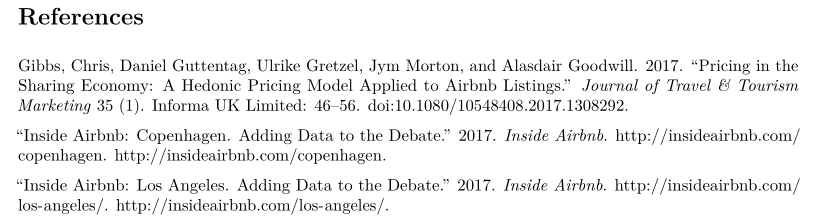 References
Gibbs, Chris, Daniel Guttentag, Ulrike Gretzel, Jym Morton, and Alasdair Goodwill. 2017. “Pricing in the
Sharing Economy: A Hedonic Pricing Model Applied to Airbnb Listings.” Journal of Travel & Tourism
Marketing 35 (1). Informa UK Limited: 46–56. doi:10.1080/10548408.2017.1308292.
“Inside Airbnb: Copenhagen. Adding Data to the Debate.” 2017. Inside Airbnb. http://insideairbnb.com/
copenhagen. http://insideairbnb.com/copenhagen.
“Inside Airbnb: Los Angeles. Adding Data to the Debate.” 2017. Inside Airbnb. http://insideairbnb.com/
los-angeles/. http://insideairbnb.com/los-angeles/.